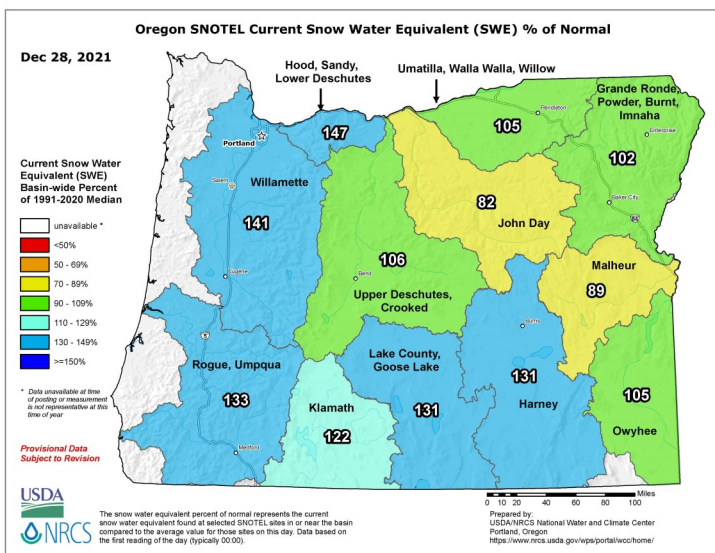 Oregon SNOTEL Current Snow Water Equivalent (SWE) % of Normal
Dec 28, 2021
Hood, Sandy,
Lower Deschutes
Umatilla, Walla Walla, Willow
Grande Ronde,
Powder, Burnt,
Imnaha
Pendleton
Enterprise
147
105
102
Portland
Salem
Willamette
141
Eugene
82
John Day
Baker City
84
Malheur
89
106
Bend
Upper Deschutes,
Crooked
Burns
Current Snow Water
Equivalent (SWE)
Basin-wide Percent
of 1991-2020 Median
unavailable *
<50%
50 - 69%
70 - 89%
90 - 109%
110 - 129%
130 - 149%
>=150%
* Data unavailable at time
of posting or measurement
is not representative at this
time of year
Provisional Data
Subject to Revision
5
Rogue, Umpqua
133
Medford
Klamath
122
Lake County,
Goose Lake
131
131
Harney
105
Owyhee
Miles
0 10 20 40 60 80 100
USDA
NRCS
The snow water equivalent percent of normal represents the current
snow water equivalent found at selected SNOTEL sites in or near the basin
compared to the average value for those sites on this day. Data based on
the first reading of the day (typically 00:00).
Prepared by:
USDA/NRCS National Water and Climate Center
Portland, Oregon
https://www.nrcs.usda.gov/wps/portal/wcc/home/